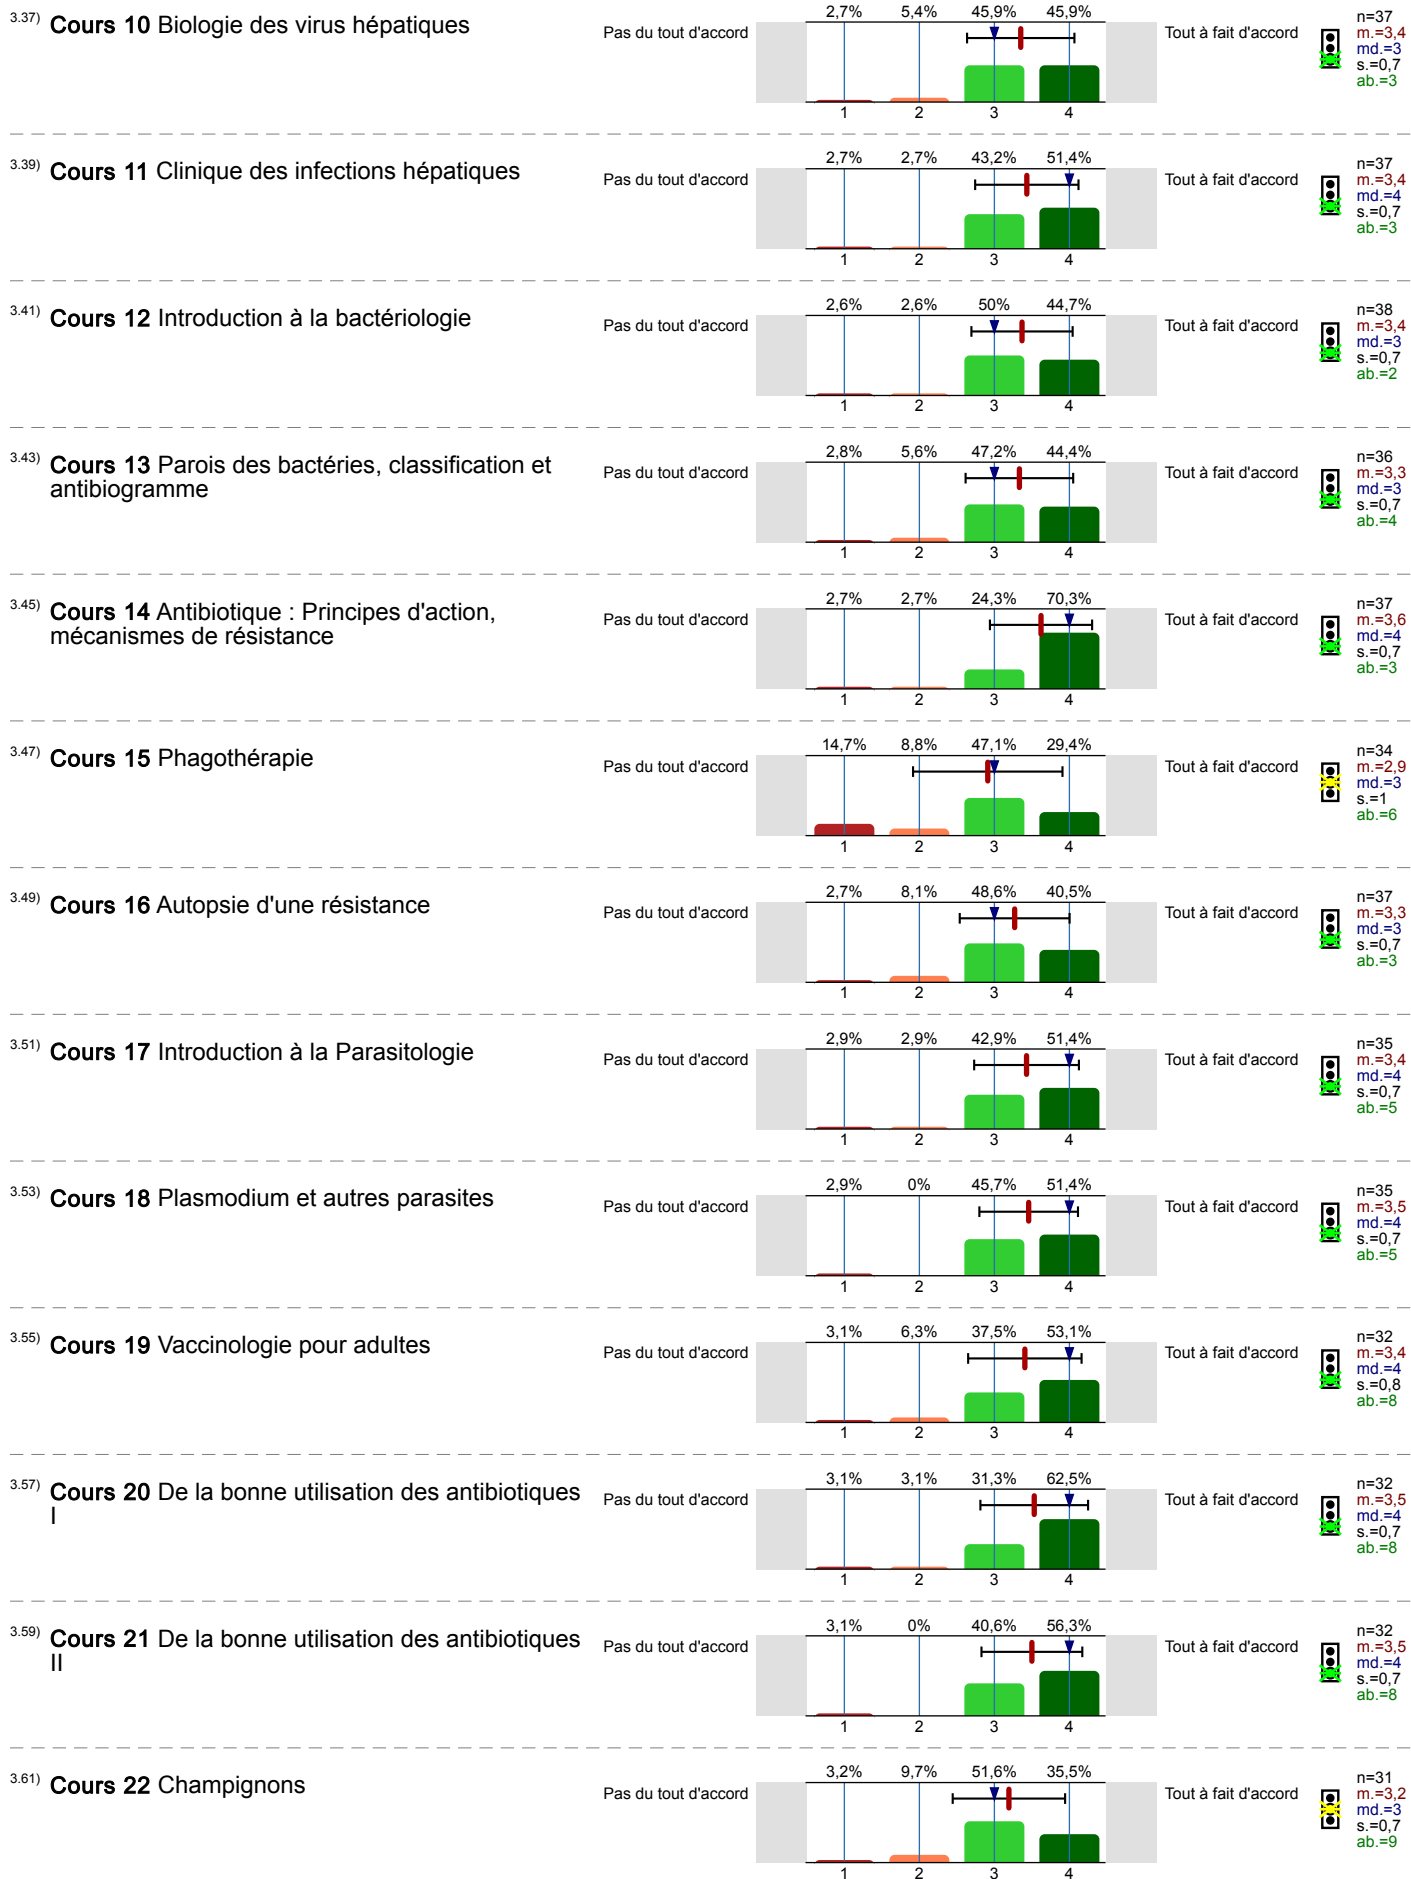 3.37) Cours 10 Biologie des virus hépatiques
Pas du tout d'accord
2,7% 5,4% 45,9% 45,9%
1 2 3 4
Tout à fait d'accord
n=37
m.=3,4
md.=3
s.=0,7
ab.=3
3.39) Cours 11 Clinique des infections hépatiques
Pas du tout d'accord
2,7% 2,7% 43,2% 51,4%
1 2 3 4
Tout à fait d'accord
n=37
m.=3,4
md.=4
s.=0,7
ab.=3
3.41) Cours 12 Introduction à la bactériologie
Pas du tout d'accord
2,6% 2,6% 50% 44,7%
1 2 3 4
Tout à fait d'accord
n=38
m.=3,4
md.=3
s.=0,7
ab.=2
3.43) Cours 13 Parois des bactéries, classification et
antibiogramme
Pas du tout d'accord
2,8% 5,6% 47,2% 44,4%
1 2 3 4
Tout à fait d'accord
n=36
m.=3,3
md.=3
s.=0,7
ab.=4
3.45) Cours 14 Antibiotique : Principes d'action,
mécanismes de résistance
Pas du tout d'accord
2,7% 2,7% 24,3% 70,3%
1 2 3 4
Tout à fait d'accord
n=37
m.=3,6
md.=4
s.=0,7
ab.=3
3.47) Cours 15 Phagothérapie
Pas du tout d'accord
14,7% 8,8% 47,1% 29,4%
1 2 3 4
Tout à fait d'accord
n=34
m.=2,9
md.=3
s.=1
ab.=6
3.49) Cours 16 Autopsie d'une résistance
Pas du tout d'accord
2,7% 8,1% 48,6% 40,5%
1 2 3 4
Tout à fait d'accord
n=37
m.=3,3
md.=3
s.=0,7
ab.=3
3.51) Cours 17 Introduction à la Parasitologie
Pas du tout d'accord
2,9% 2,9% 42,9% 51,4%
1 2 3 4
Tout à fait d'accord
n=35
m.=3,4
md.=4
s.=0,7
ab.=5
3.53) Cours 18 Plasmodium et autres parasites
Pas du tout d'accord
2,9% 0% 45,7% 51,4%
1 2 3 4
Tout à fait d'accord
n=35
m.=3,5
md.=4
s.=0,7
ab.=5
3.55) Cours 19 Vaccinologie pour adultes
Pas du tout d'accord
3,1% 6,3% 37,5% 53,1%
1 2 3 4
Tout à fait d'accord
n=32
m.=3,4
md.=4
s.=0,8
ab.=8
3.57) Cours 20 De la bonne utilisation des antibiotiques
I
Pas du tout d'accord
3,1% 3,1% 31,3% 62,5%
1 2 3 4
Tout à fait d'accord
n=32
m.=3,5
md.=4
s.=0,7
ab.=8
3.59) Cours 21 De la bonne utilisation des antibiotiques
II
Pas du tout d'accord
3,1% 0% 40,6% 56,3%
1 2 3 4
Tout à fait d'accord
n=32
m.=3,5
md.=4
s.=0,7
ab.=8
3.61) Cours 22 Champignons
Pas du tout d'accord
3,2% 9,7% 51,6% 35,5%
1 2 3 4
Tout à fait d'accord
n=31
m.=3,2
md.=3
s.=0,7
ab.=9